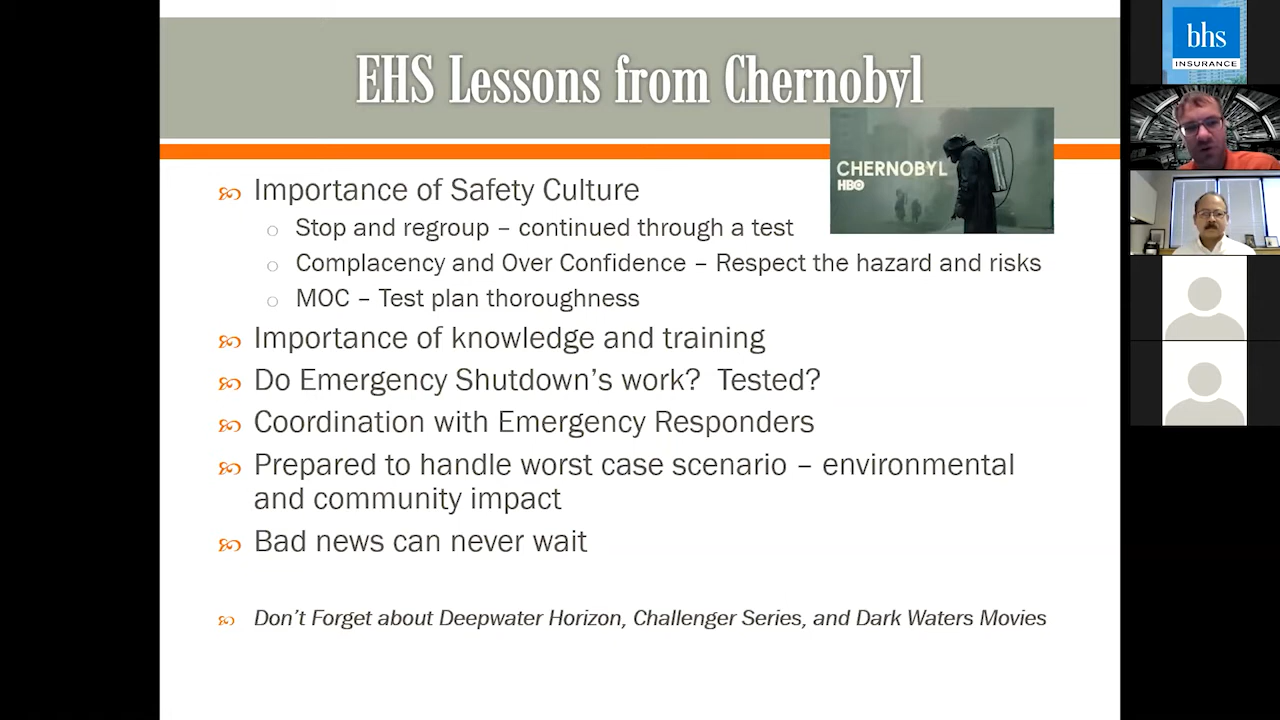 EHS Lessons from Chernobyl
CHERNOBYL
HBO
Importance of Safety Culture
Stop and regroup – continued through a test
Complacency and Over Confidence – Respect the hazard and risks
MOC – Test plan thoroughness
Importance of knowledge and training
Do Emergency Shutdown's work?  Tested?
Coordination with Emergency Responders
Prepared to handle worst case scenario – environmental
and community impact
Bad news can never wait
Don't Forget about Deepwater Horizon, Challenger Series, and Dark Waters Movies
bhs
INSURANCE